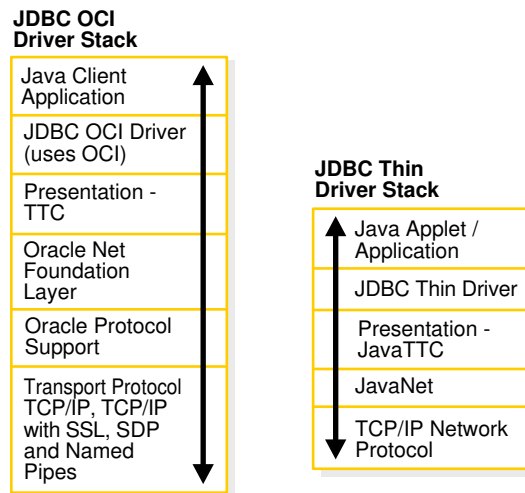 JDBC OCI
Driver Stack
Java Client
Application
JDBC OCI Driver
(uses OCI)
Presentation -
TTC
Oracle Net
Foundation
Layer
Oracle Protocol
Support
Transport Protocol
TCP/IP, TCP/IP
with SSL, SDP
and Named
Pipes
JDBC Thin
Driver Stack
Java Applet /
Application
JDBC Thin Driver
Presentation -
JavaTTC
JavaNet
TCP/IP Network
Protocol